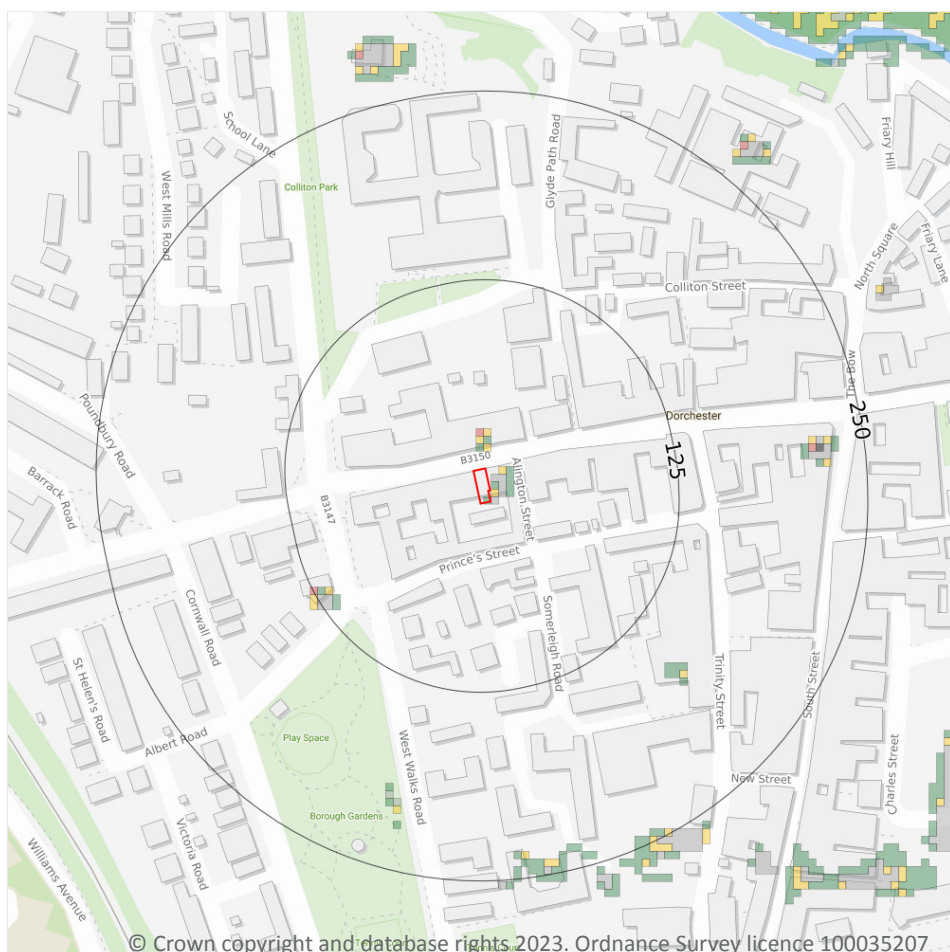 School Lane
Colliton Park
West Mills Road
Glyde Path Road
Friary Hill
North Square
Friary Lane
Colliton Street
The Bow
250
Poundbury Road
Dorchester
125
B3150
Alington Street
Barrack Road
B3147
Prince's Street
Cornwall Road
Somerleigh Road
St Helen's Road
Trinity Street
South Street
Albert Road
Play Space
West Walks Road
New Street
Charles Street
Borough Gardens
Victoria Road
Williams Avenue
© Crown copyright and database rights 2023. Ordnance Survey licence 100035207